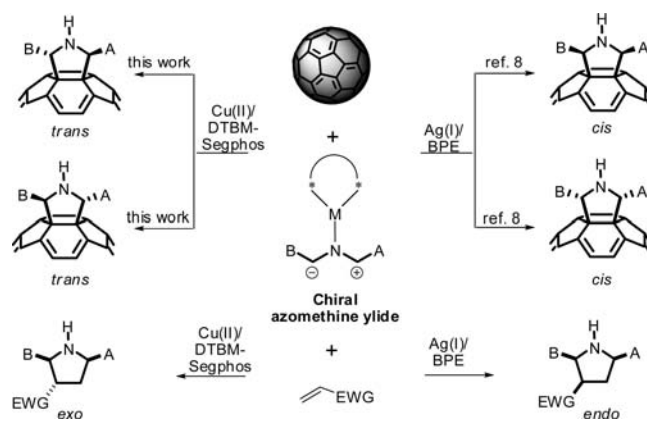 H
B N A
trans
this work
Cu(II)/
DTBM-
Segphos
+
Ag(I)/
BPE
ref. 8
H
B N A
cis
H
B N A
trans
this work
* *
M
B N A
⊖ ⊕
Chiral
azomethine ylide
ref. 8
H
B N A
cis
H
B N A
EWG
exo
Cu(II)/
DTBM-
Segphos
+
EWG
Ag(I)/
BPE
H
B N A
EWG
endo